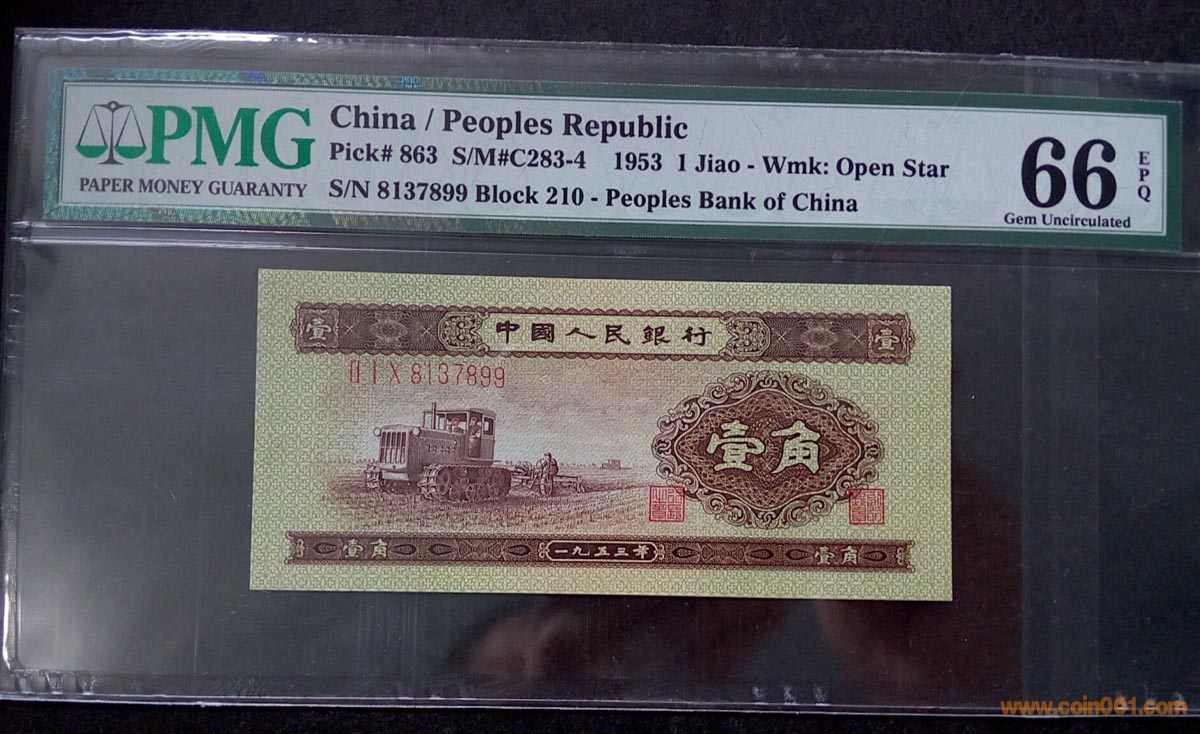 PMG
PAPER MONEY GUARANTY
China / Peoples Republic
Pick# 863 S/M#C283-4 1953 1 Jiao - Wmk: Open Star
S/N 8137899 Block 210 - Peoples Bank of China
66
EPQ
Gem Uncirculated
壹 中國人民銀行 壹
8137899
壹角
壹角 一九五三年 壹角
www.coin001.com